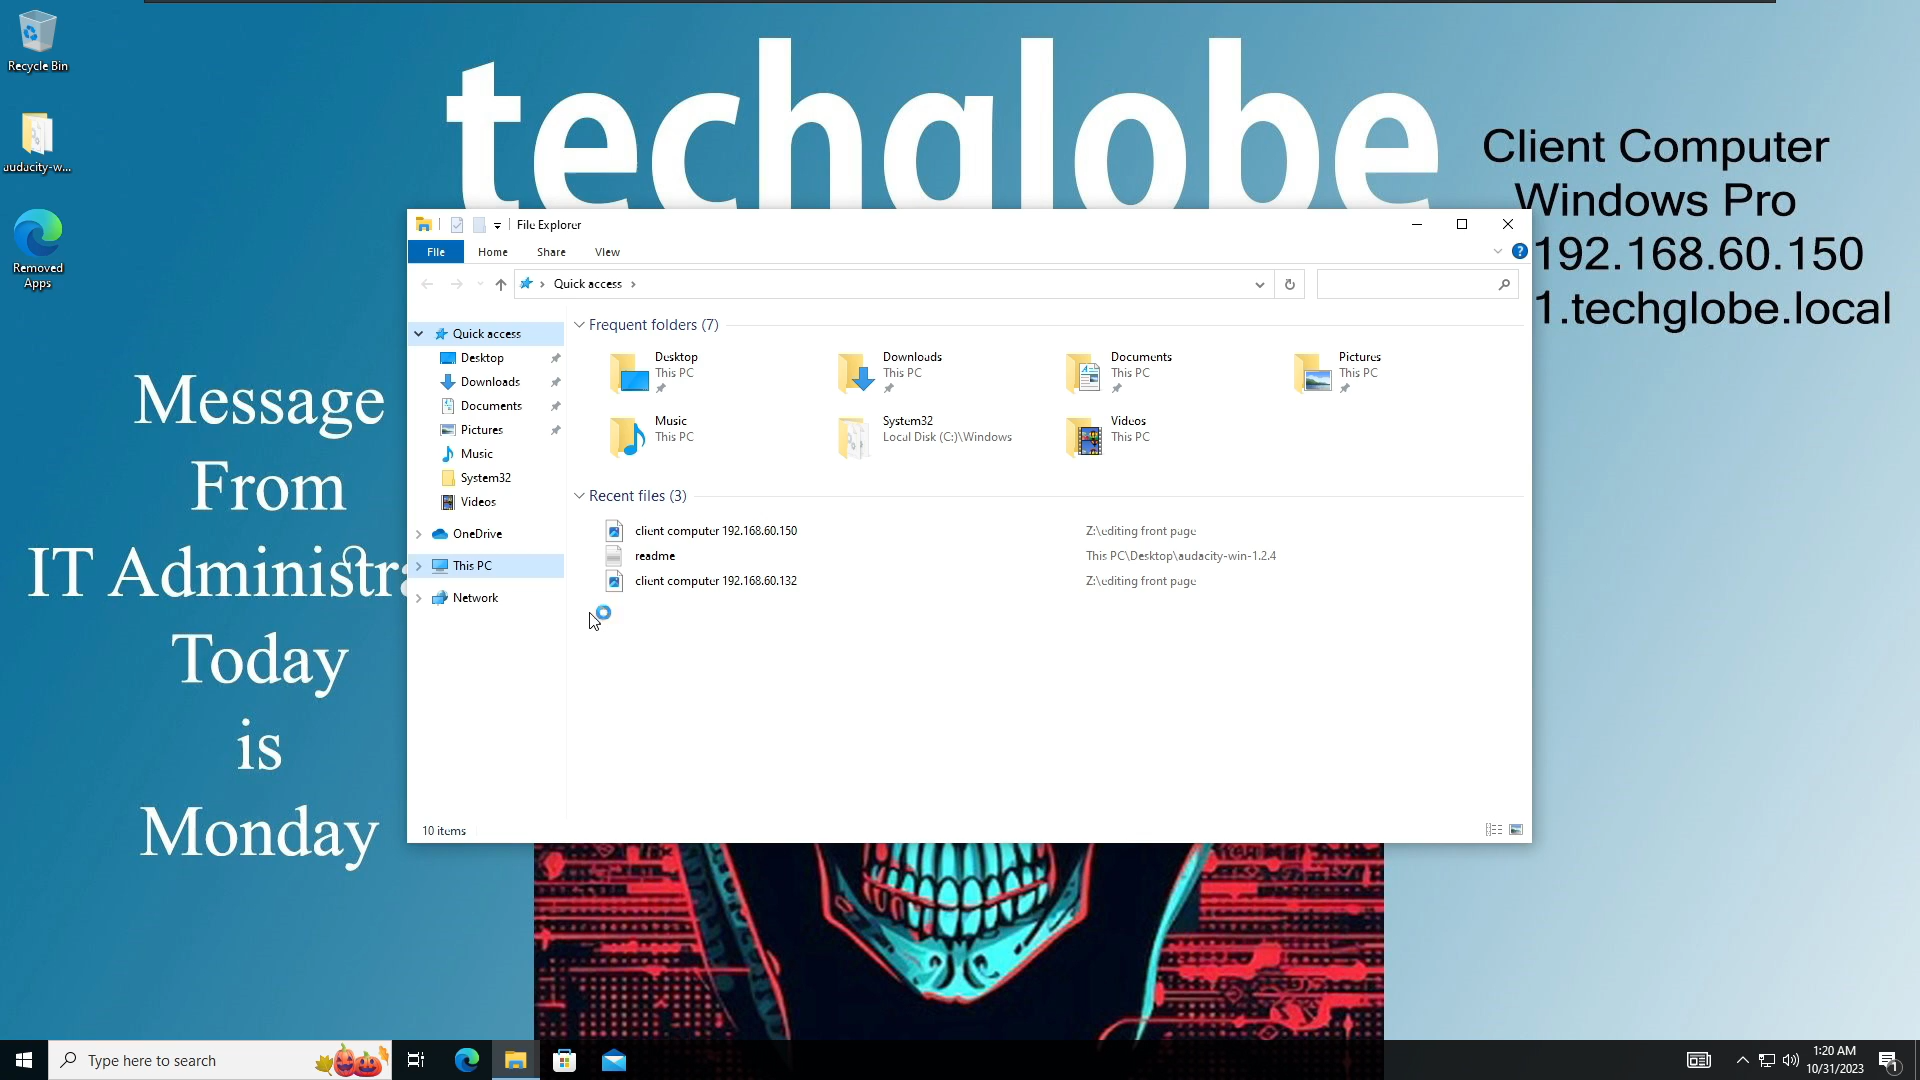 Recycle Bin
audacity-w...
Removed
Apps
techglobe
Client Computer
Windows Pro
192.168.60.150
1.techglobe.local
Message
From
IT Administra
Today
is
Monday
File Explorer
File
Home
Share
View
Quick access
Quick access
Desktop
Downloads
Documents
Pictures
Music
System32
Videos
OneDrive
This PC
Network
Frequent folders (7)
Desktop
This PC
Downloads
This PC
Documents
This PC
Pictures
This PC
Music
This PC
System32
Local Disk (C:)\Windows
Videos
This PC
Recent files (3)
client computer 192.168.60.150 Z:\editing front page
readme This PC\Desktop\audacity-win-1.2.4
client computer 192.168.60.132 Z:\editing front page
10 items
Type here to search
1:20 AM
10/31/2023
1